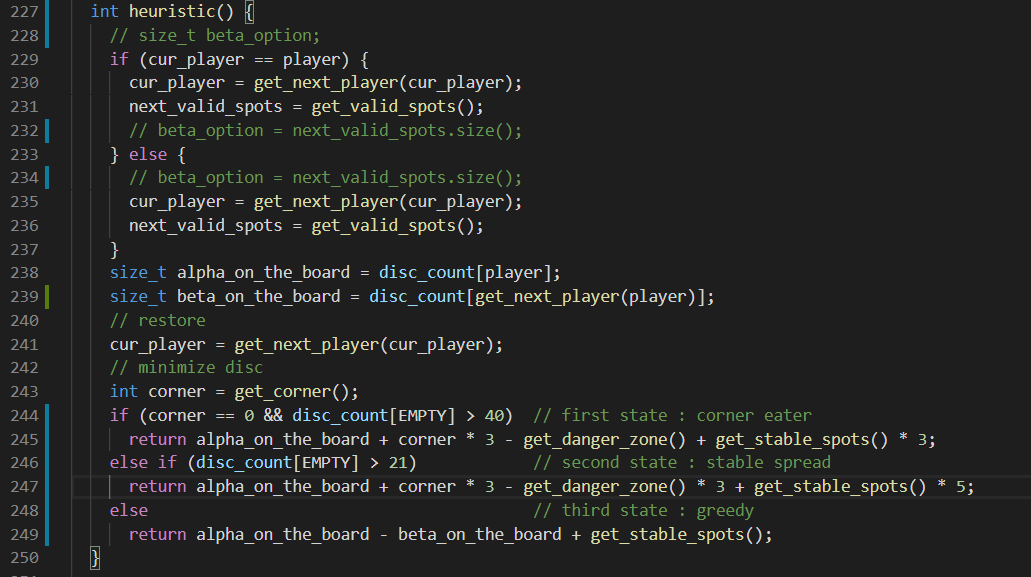 227 int heuristic() {
228 // size_t beta_option;
229 if (cur_player == player) {
230 cur_player = get_next_player(cur_player);
231 next_valid_spots = get_valid_spots();
232 // beta_option = next_valid_spots.size();
233 } else {
234 // beta_option = next_valid_spots.size();
235 cur_player = get_next_player(cur_player);
236 next_valid_spots = get_valid_spots();
237 }
238 size_t alpha_on_the_board = disc_count[player];
239 size_t beta_on_the_board = disc_count[get_next_player(player)];
240 // restore
241 cur_player = get_next_player(cur_player);
242 // minimize disc
243 int corner = get_corner();
244 if (corner == 0 && disc_count[EMPTY] > 40) // first state : corner eater
245 return alpha_on_the_board + corner * 3 - get_danger_zone() + get_stable_spots() * 3;
246 else if (disc_count[EMPTY] > 21) // second state : stable spread
247 return alpha_on_the_board + corner * 3 - get_danger_zone() * 3 + get_stable_spots() * 5;
248 else // third state : greedy
249 return alpha_on_the_board - beta_on_the_board + get_stable_spots();
250 }